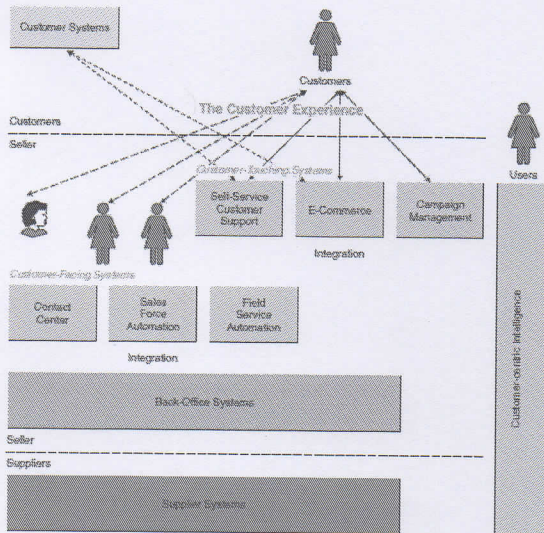 Customer Systems
Customers
The Customer Experience
Customers
Seller
Users
Customer-Touching Systems
Self-Service
Customer
Support
E-Commerce
Campaign
Management
Integration
Customer-Facing Systems
Contact
Center
Sales
Force
Automation
Field
Service
Automation
Integration
Customer-centric Intelligence
Back-Office Systems
Seller
Suppliers
Supplier Systems